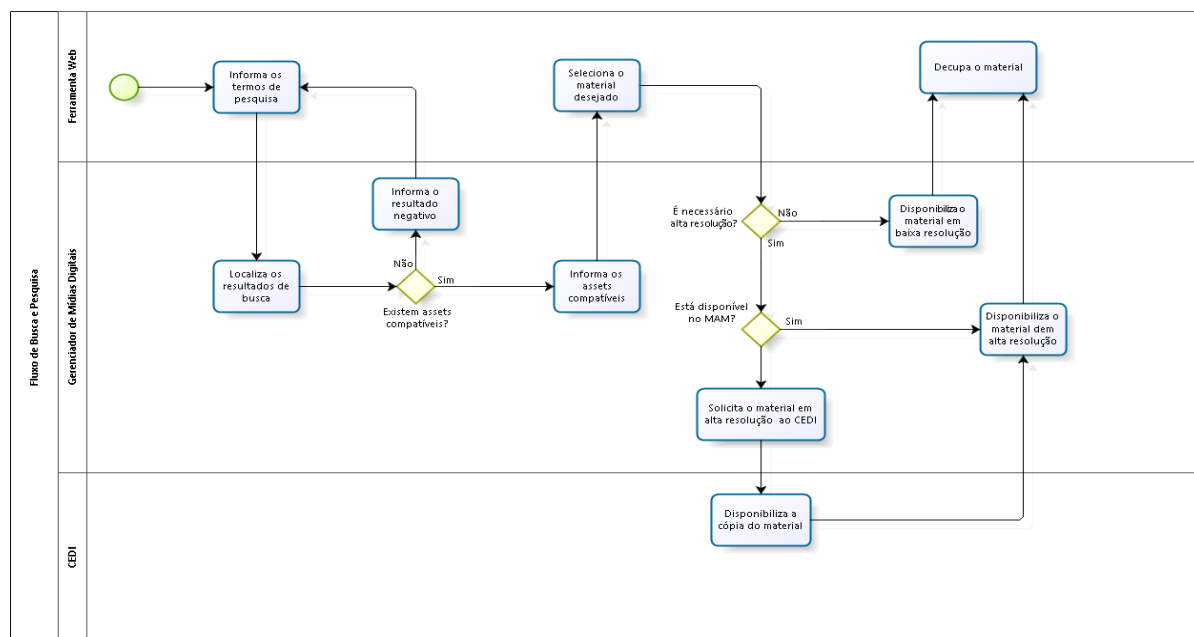 Fluxo de Busca e Pesquisa
Ferramenta Web
Informa os
termos de
pesquisa
Seleciona o
material
desejado
Decupa o material
Gerenciador de Mídias Digitais
Informa o
resultado
negativo
É necessário
alta resolução?
Não
Sim
Disponibiliza o
material em
baixa resolução
Localiza os
resultados de
busca
Não
Sim
Existem assets
compatíveis?
Informa os
assets
compatíveis
Está disponível
no MAM?
Sim
Disponibiliza o
material dem
alta resolução
Solicita o material em
alta resolução ao CEDI
CEDI
Disponibiliza a
cópia do material